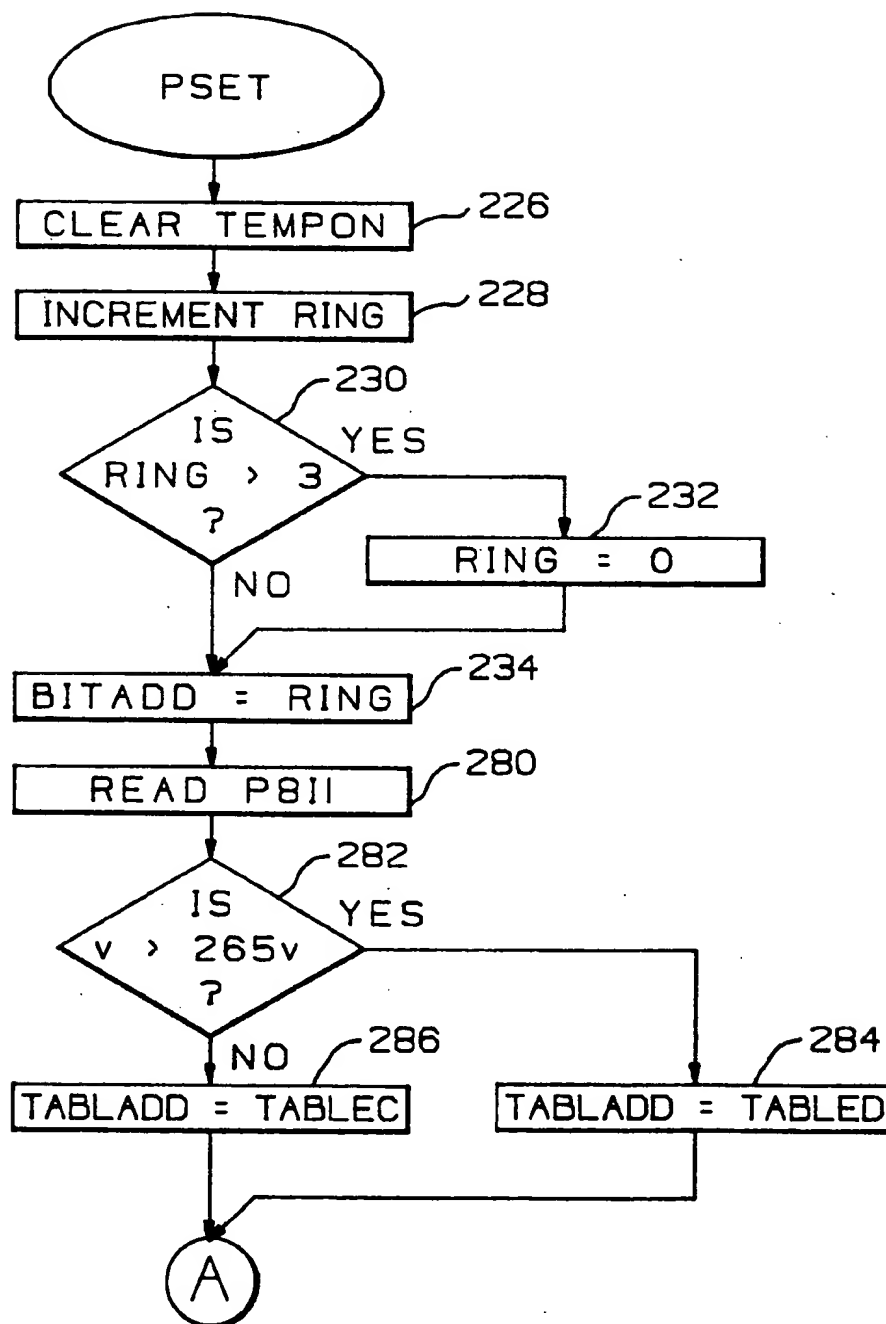 PSET
CLEAR TEMPON
226
INCREMENT RING
228
230
IS
RING > 3
?
YES
NO
232
RING = 0
BITADD = RING
234
READ P8II
280
282
IS
v > 265v
?
YES
NO
286
TABLADD = TABLEC
284
TABLADD = TABLED
A